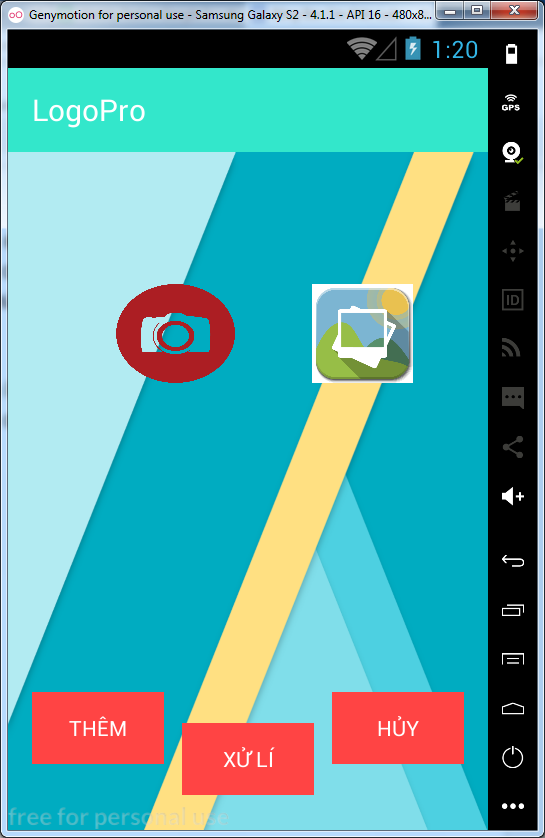 Genymotion for personal use - Samsung Galaxy S2 - 4.1.1 - API 16 - 480x8...
1:20
LogoPro
GPS
ID
THÊM
XỬ LÍ
HỦY
free for personal use